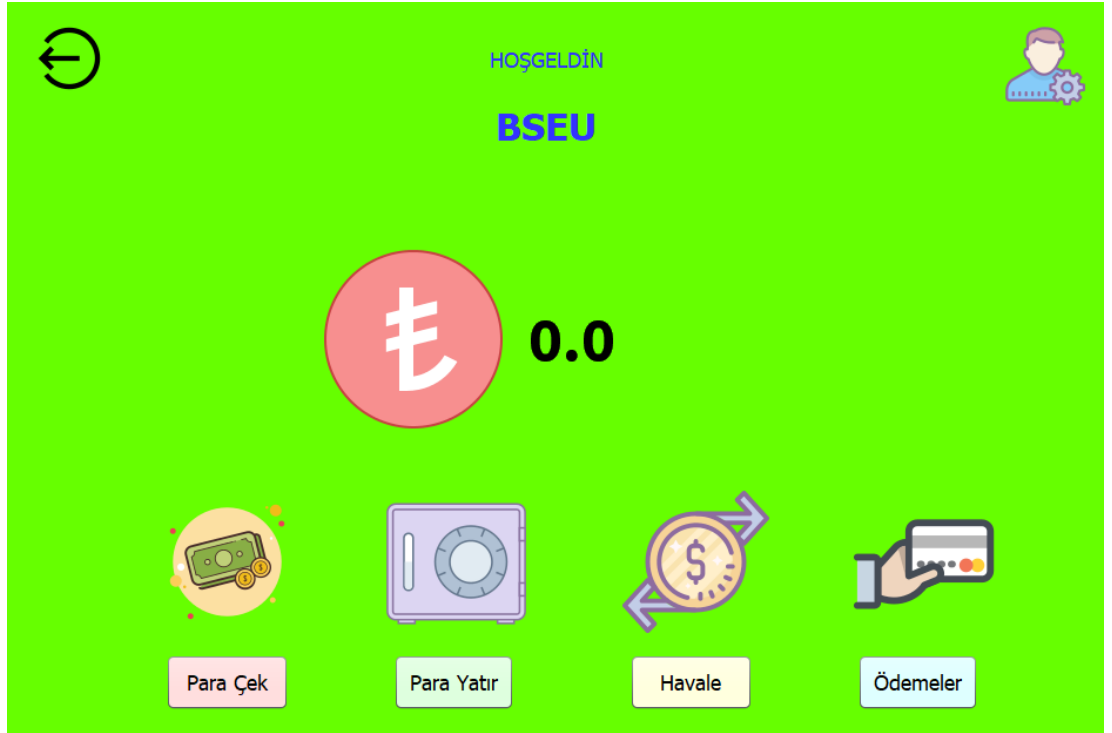 HOŞGELDİN
BSEU
₺ 0.0
Para Çek
Para Yatır
Havale
Ödemeler